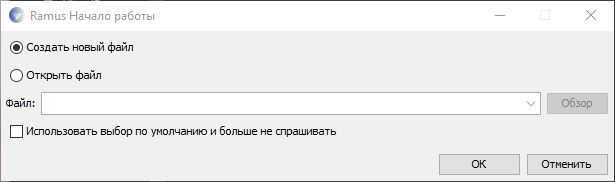 Ramus Начало работы
Создать новый файл
Открыть файл
Файл: Обзор
Использовать выбор по умолчанию и больше не спрашивать
OK Отменить